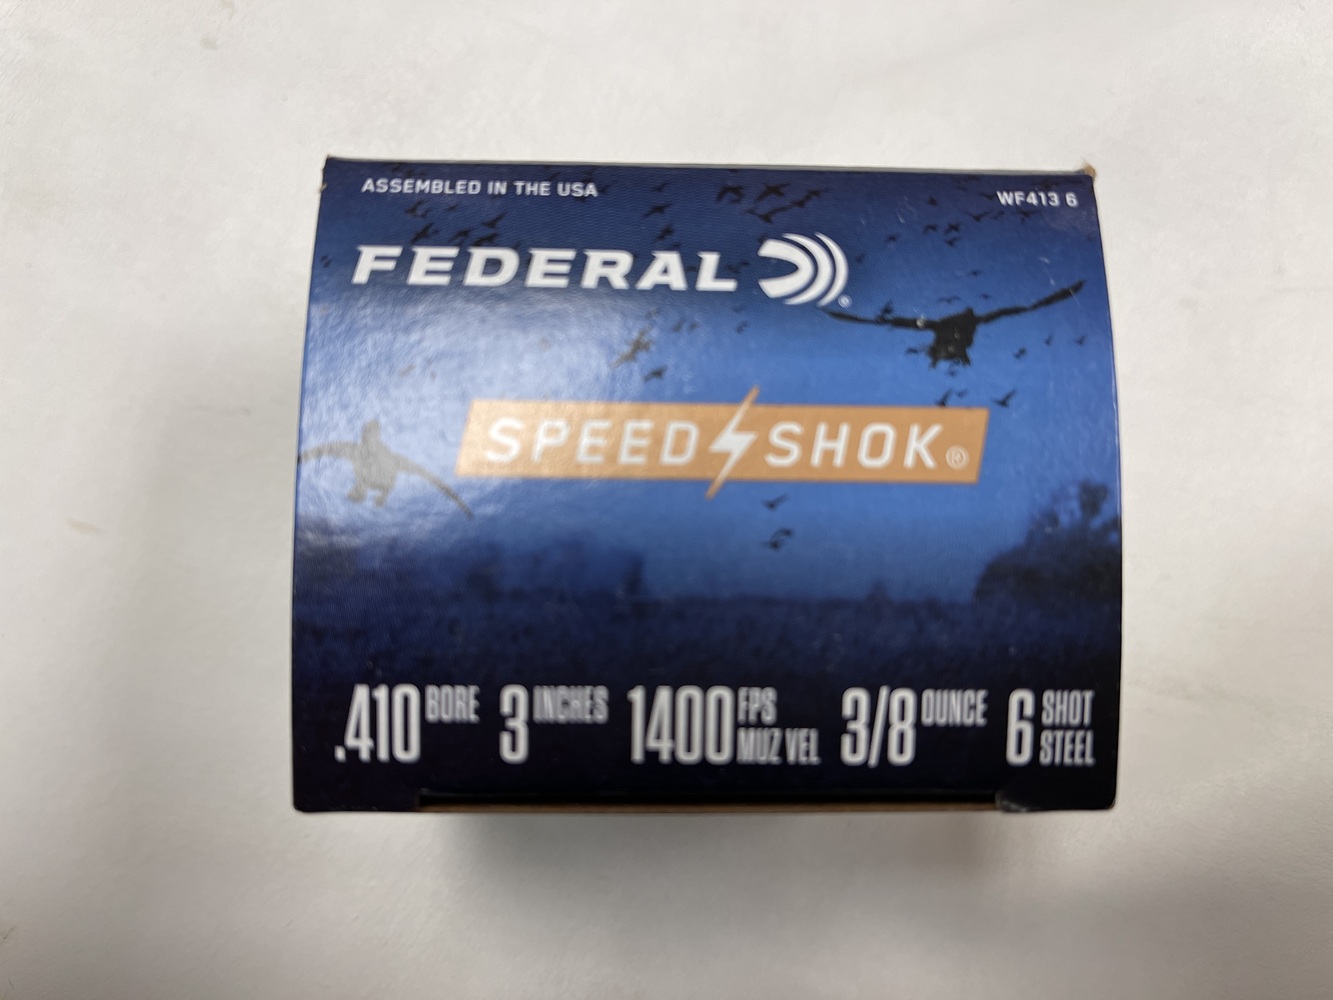 ASSEMBLED IN THE USA
WF413 6
FEDERAL ®
SPEED SHOK®
.410 BORE 3 INCHES 1400 FPS MUZ VEL 3/8 OUNCE 6 SHOT STEEL